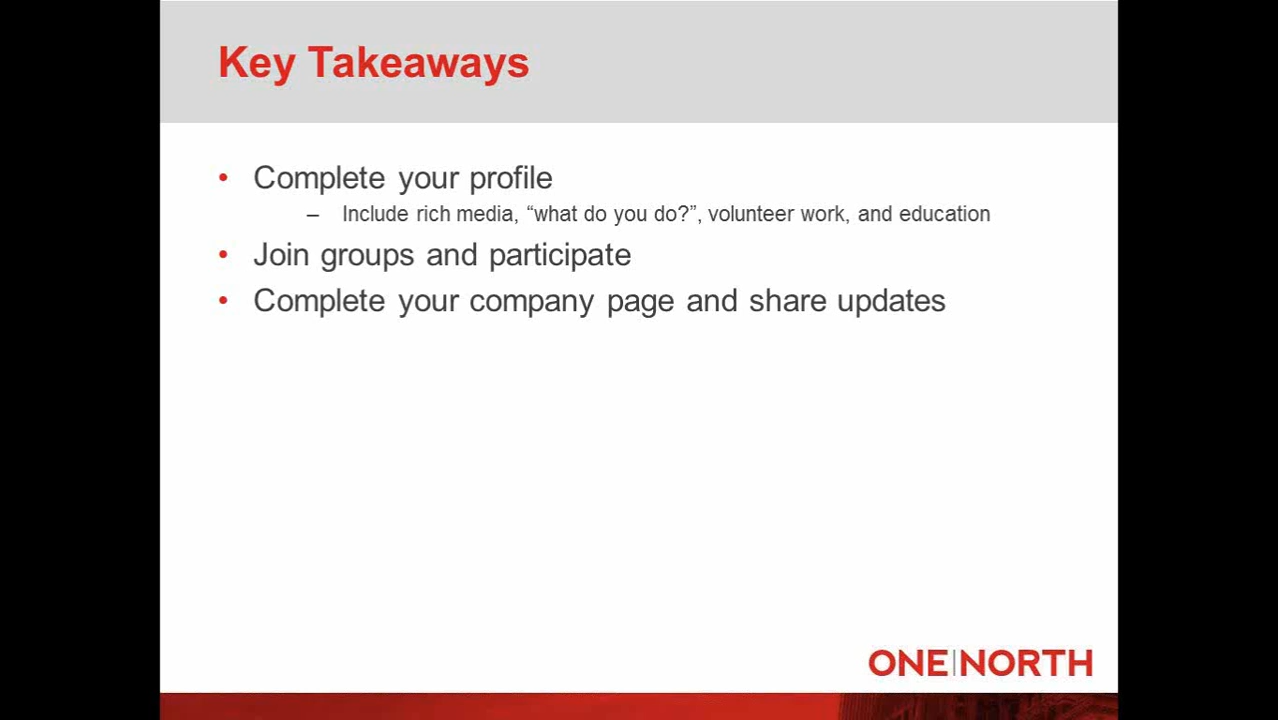 Key Takeaways
• Complete your profile
– Include rich media, “what do you do?”, volunteer work, and education
• Join groups and participate
• Complete your company page and share updates
ONE|NORTH